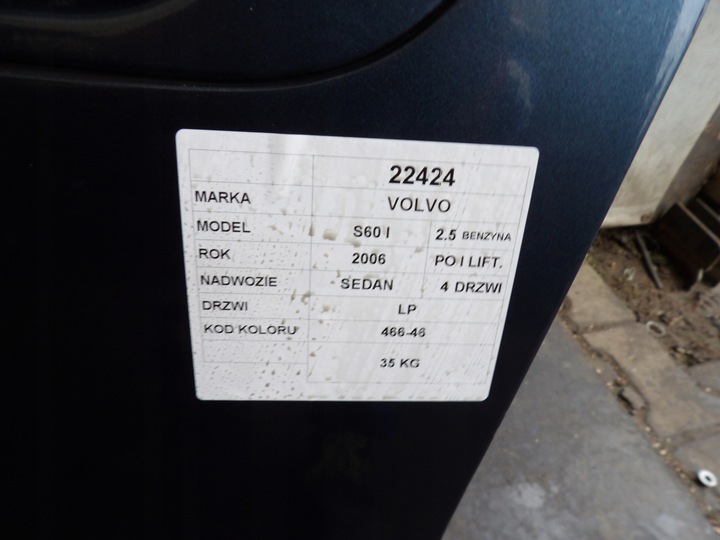 22424
MARKA VOLVO
MODEL S60 I 2.5 BENZYNA
ROK 2006 PO I LIFT.
NADWOZIE SEDAN 4 DRZWI
DRZWI LP
KOD KOLORU 466-46
35 KG